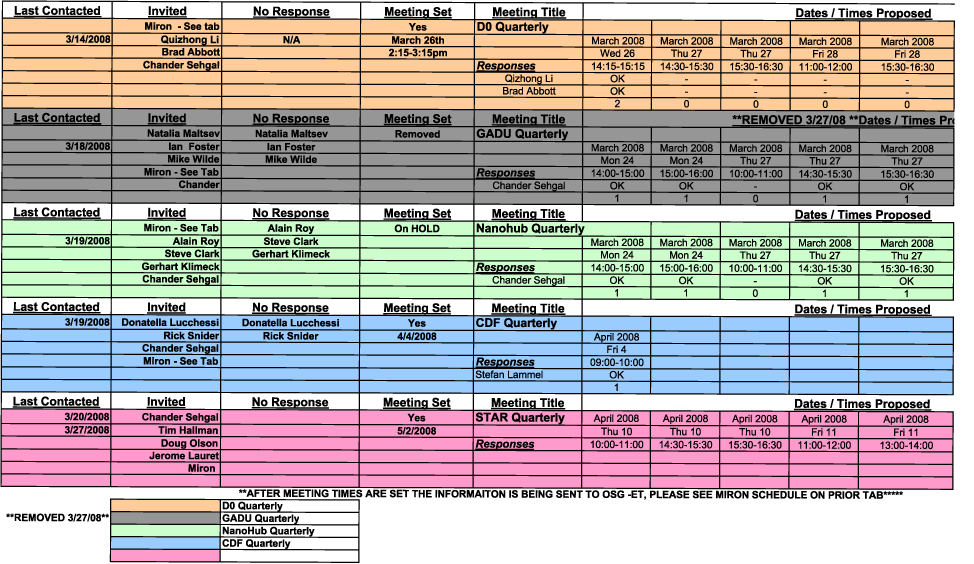 Last Contacted Invited No Response Meeting Set Meeting Title Dates / Times Proposed
Miron - See tab Yes D0 Quarterly
3/14/2008 Quizhong Li N/A March 26th March 2008 March 2008 March 2008 March 2008 March 2008
Brad Abbott 2:15-3:15pm Wed 26 Thu 27 Thu 27 Fri 28 Fri 28
Chander Sehgal Responses 14:15-15:15 14:30-15:30 15:30-16:30 11:00-12:00 15:30-16:30
Qizhong Li OK - - - -
Brad Abbott OK - - - -
2 0 0 0 0
Last Contacted Invited No Response Meeting Set Meeting Title **REMOVED 3/27/08 **Dates / Times Pro
Natalia Maltsev Natalia Maltsev Removed GADU Quarterly
3/18/2008 Ian Foster Ian Foster March 2008 March 2008 March 2008 March 2008 March 2008
Mike Wilde Mike Wilde Mon 24 Mon 24 Thu 27 Thu 27 Thu 27
Miron - See Tab Responses 14:00-15:00 15:00-16:00 10:00-11:00 14:30-15:30 15:30-16:30
Chander Chander Sehgal OK OK - OK OK
1 1 0 1 1
Last Contacted Invited No Response Meeting Set Meeting Title Dates / Times Proposed
Miron - See Tab Alain Roy On HOLD Nanohub Quarterly
3/19/2008 Alain Roy Steve Clark March 2008 March 2008 March 2008 March 2008 March 2008
Steve Clark Gerhart Klimeck Mon 24 Mon 24 Thu 27 Thu 27 Thu 27
Gerhart Klimeck Responses 14:00-15:00 15:00-16:00 10:00-11:00 14:30-15:30 15:30-16:30
Chander Sehgal Chander Sehgal OK OK - OK OK
1 1 0 1 1
Last Contacted Invited No Response Meeting Set Meeting Title Dates / Times Proposed
3/19/2008 Donatella Lucchessi Donatella Lucchessi Yes CDF Quarterly
Rick Snider Rick Snider 4/4/2008 April 2008
Chander Sehgal Fri 4
Miron - See Tab Responses 09:00-10:00
Stefan Lammel OK
1
Last Contacted Invited No Response Meeting Set Meeting Title Dates / Times Proposed
3/20/2008 Chander Sehgal Yes STAR Quarterly April 2008 April 2008 April 2008 April 2008 April 2008
3/27/2008 Tim Hallman 5/2/2008 Thu 10 Thu 10 Thu 10 Fri 11 Fri 11
Doug Olson Responses 10:00-11:00 14:30-15:30 15:30-16:30 11:00-12:00 13:00-14:00
Jerome Lauret
Miron
**AFTER MEETING TIMES ARE SET THE INFORMAITON IS BEING SENT TO OSG -ET, PLEASE SEE MIRON SCHEDULE ON PRIOR TAB*****
D0 Quarterly
**REMOVED 3/27/08** GADU Quarterly
NanoHub Quarterly
CDF Quarterly